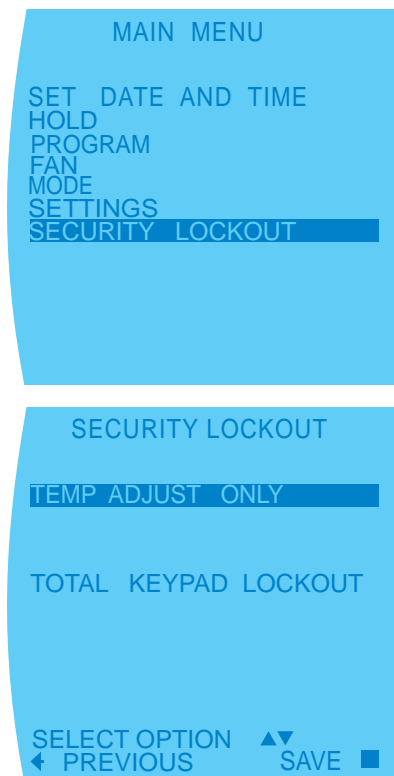 MAIN MENU
SET DATE AND TIME
HOLD
PROGRAM
FAN
MODE
SETTINGS
SECURITY LOCKOUT
SECURITY LOCKOUT
TEMP ADJUST ONLY
TOTAL KEYPAD LOCKOUT
SELECT OPTION ▲▼
PREVIOUS SAVE